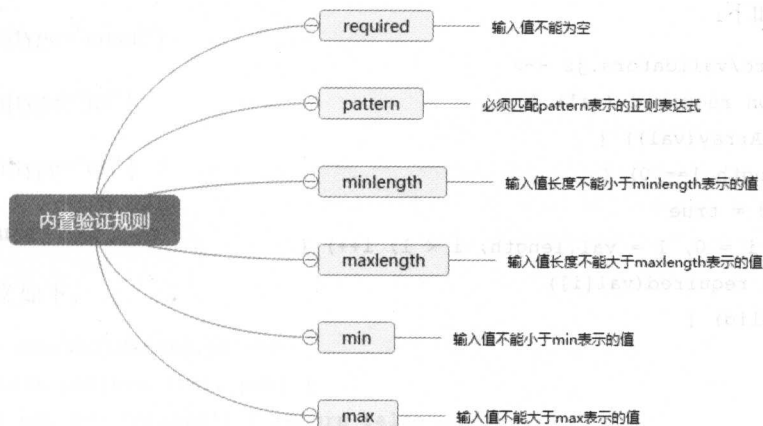 required
输入值不能为空
pattern
必须匹配pattern表示的正则表达式
minlength
输入值长度不能小于minlength表示的值
内置验证规则
maxlength
输入值长度不能大于maxlength表示的值
min
输入值不能小于min表示的值
max
输入值不能大于max表示的值